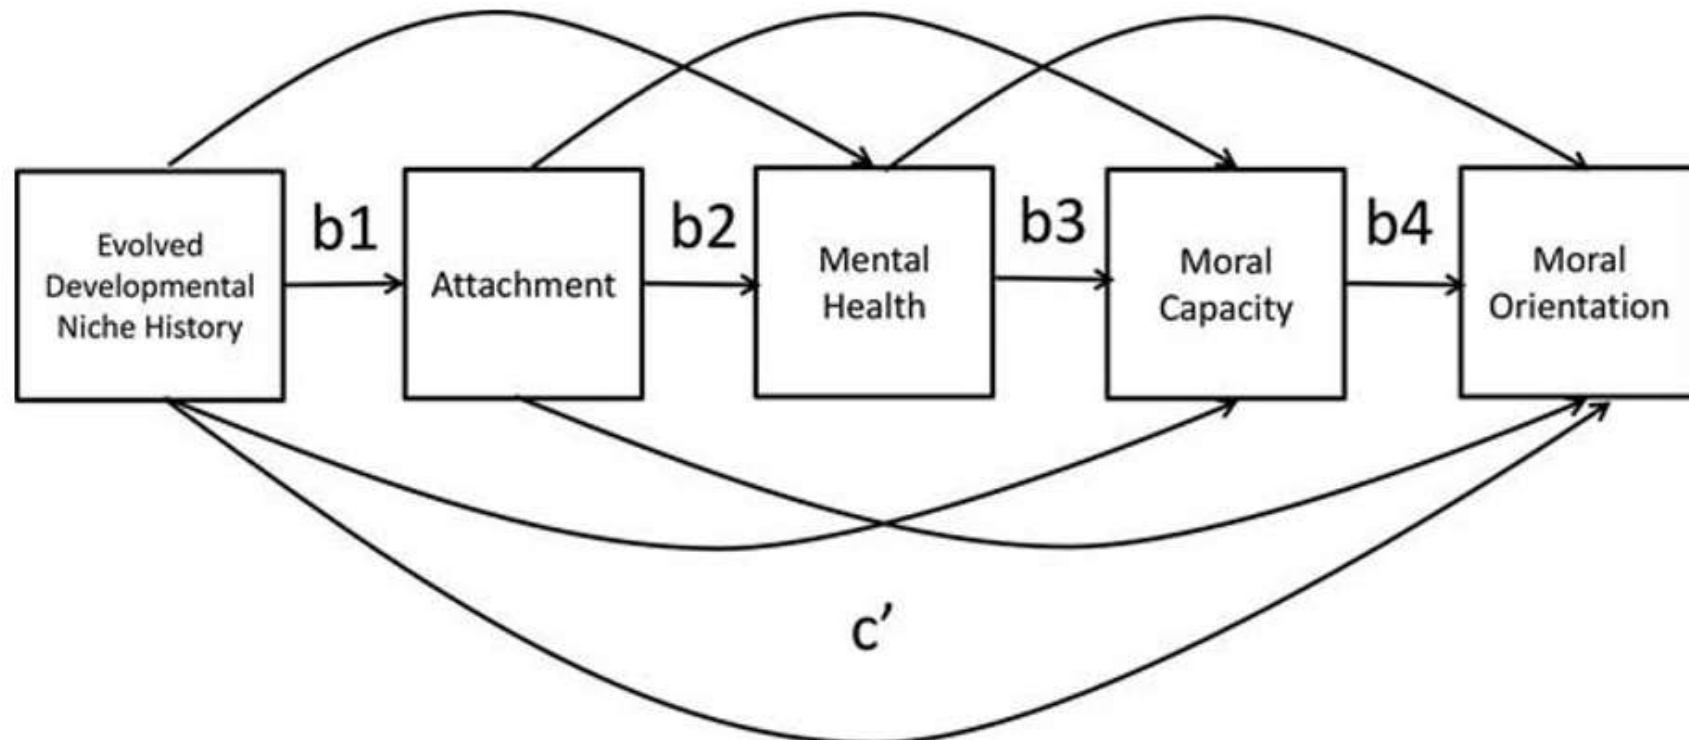 Evolved
Developmental
Niche History
b1
Attachment
b2
Mental
Health
b3
Moral
Capacity
b4
Moral
Orientation
c’